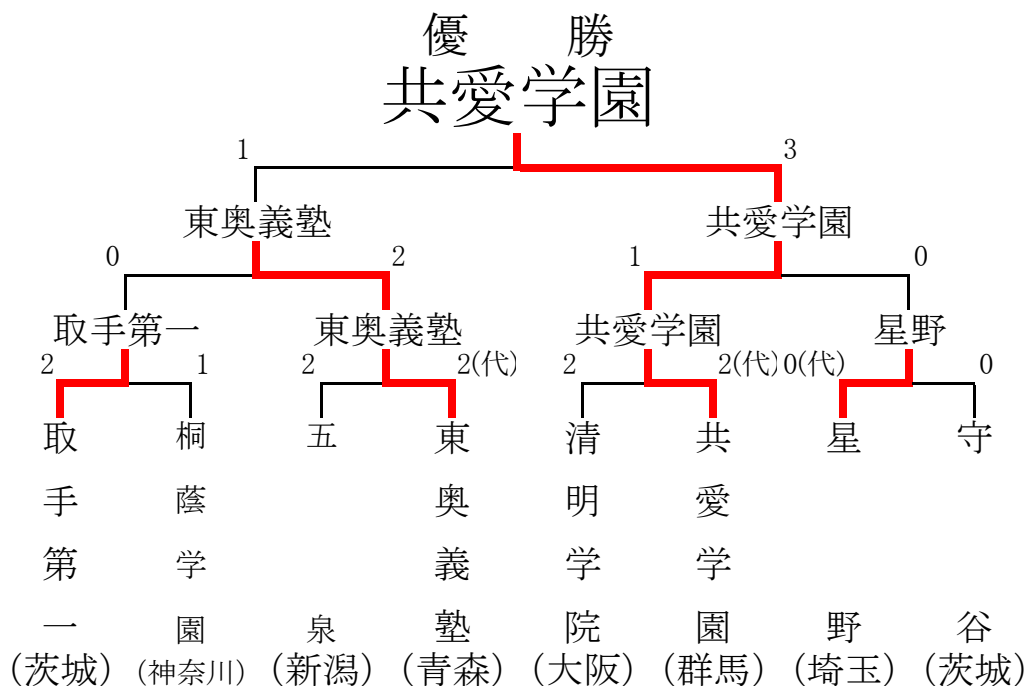 優 勝
共愛学園
1 3
東奥義塾 共愛学園
0 2 1 0
取手第一 東奥義塾 共愛学園 星野
2 1 2 2(代) 2 2(代) 0(代) 0
取手第一
(茨城)
桐蔭学園
(神奈川)
五泉
(新潟)
東奥義塾
(青森)
清明学院
(大阪)
共愛学園
(群馬)
星野
(埼玉)
守谷
(茨城)